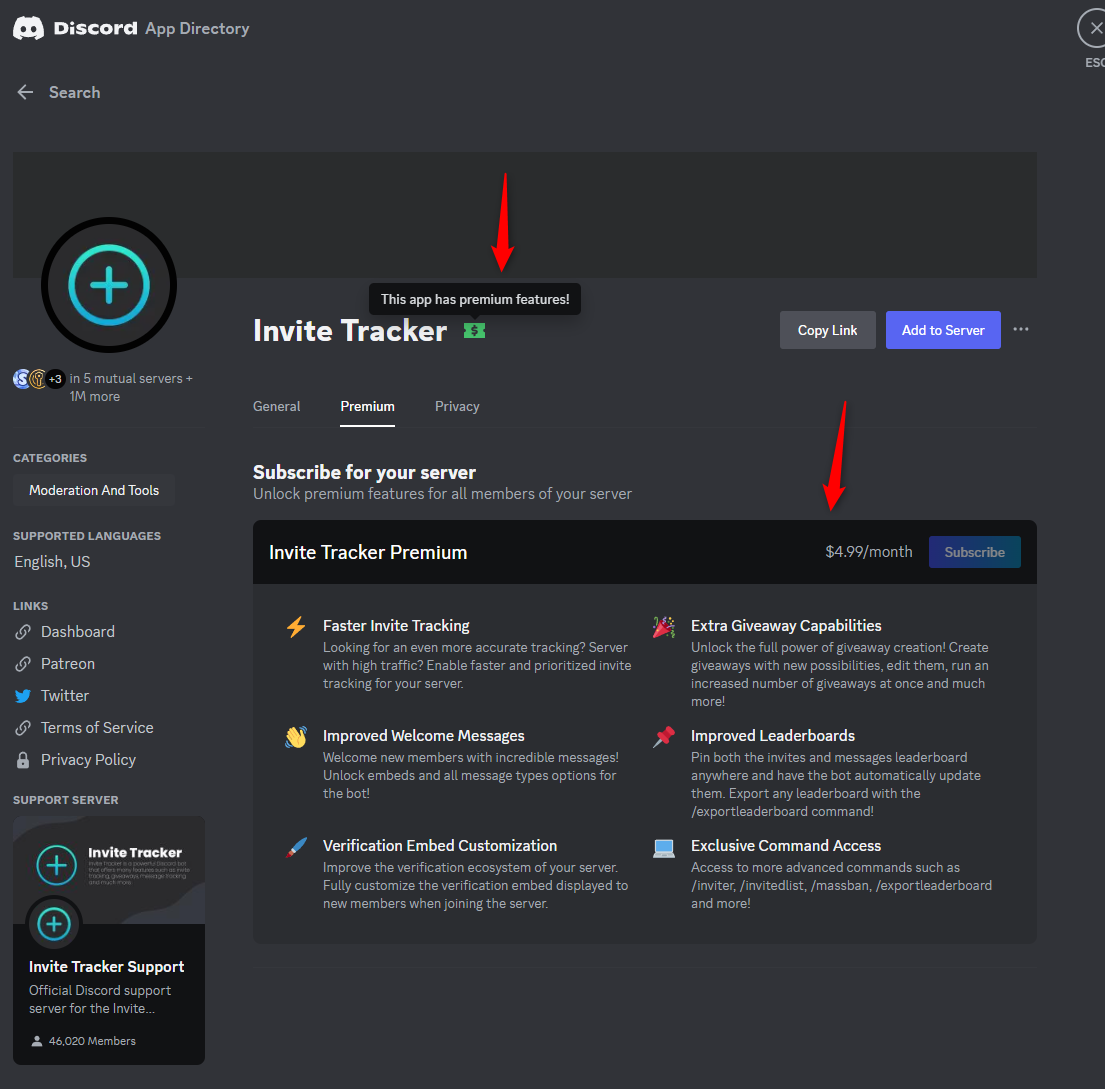 Discord App Directory
ESC
Search
This app has premium features!
Invite Tracker
Copy Link
Add to Server
+3
in 5 mutual servers +
1M more
General
Premium
Privacy
CATEGORIES
Moderation And Tools
SUPPORTED LANGUAGES
English, US
LINKS
Dashboard
Patreon
Twitter
Terms of Service
Privacy Policy
SUPPORT SERVER
Invite Tracker
Invite Tracker is a powerful Discord bot
that offers many features such as invite
tracking, giveaways, message tracking,
and much more.
Invite Tracker Support
Official Discord support
server for the Invite...
46,020 Members
Subscribe for your server
Unlock premium features for all members of your server
Invite Tracker Premium
$4.99/month
Subscribe
Faster Invite Tracking
Looking for an even more accurate tracking? Server
with high traffic? Enable faster and prioritized invite
tracking for your server.
Extra Giveaway Capabilities
Unlock the full power of giveaway creation! Create
giveaways with new possibilities, edit them, run an
increased number of giveaways at once and much
more!
Improved Welcome Messages
Welcome new members with incredible messages!
Unlock embeds and all message types options for
the bot!
Improved Leaderboards
Pin both the invites and messages leaderboard
anywhere and have the bot automatically update
them. Export any leaderboard with the
/exportleaderboard command!
Verification Embed Customization
Improve the verification ecosystem of your server.
Fully customize the verification embed displayed to
new members when joining the server.
Exclusive Command Access
Access to more advanced commands such as
/inviter, /invitedlist, /massban, /exportleaderboard
and more!